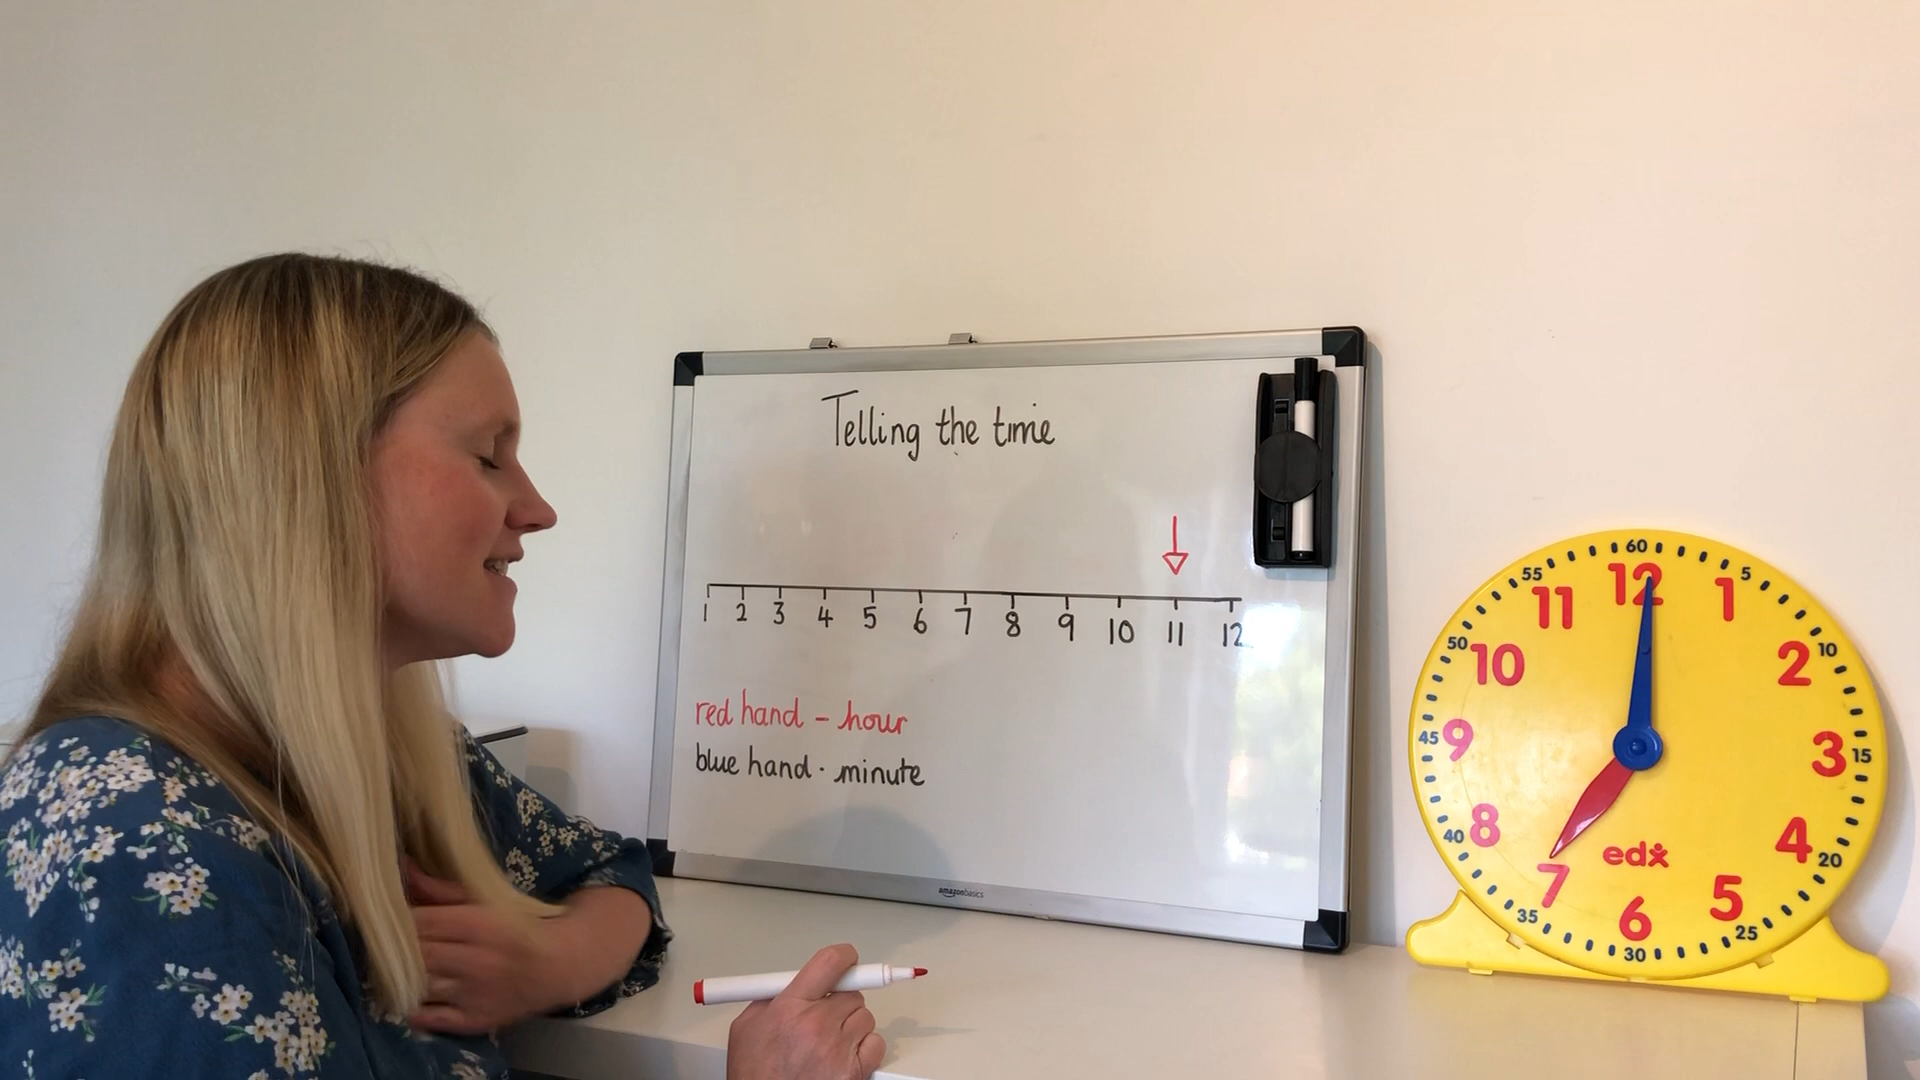 Telling the time
1 2 3 4 5 6 7 8 9 10 11 12
red hand - hour
blue hand - minute
amazonbasics
60 5 10 15 20 25 30 35 40 45 50 55
12 1 2 3 4 5 6 7 8 9 10 11
edx